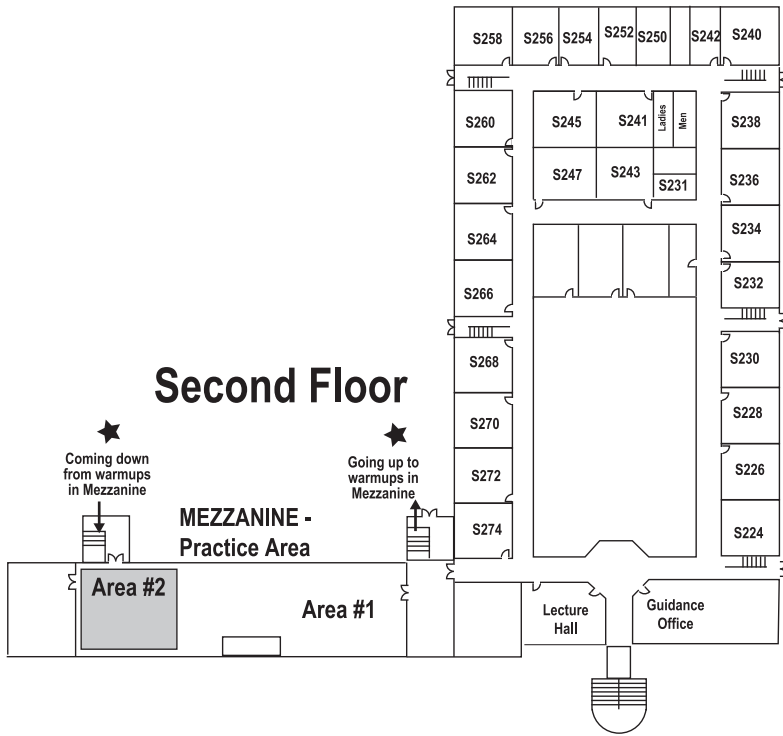 S258 S256 S254 S252 S250 S242 S240
S260 S245 S241 Ladies Men S238
S262 S247 S243 S231 S236
S264 S234
S266 S232
S268 S230
Second Floor
S270 S228
Coming down
from warmups
in Mezzanine
Going up to
warmups in
Mezzanine
S272 S226
MEZZANINE -
Practice Area
S274 S224
Area #2
Area #1
Lecture
Hall
Guidance
Office